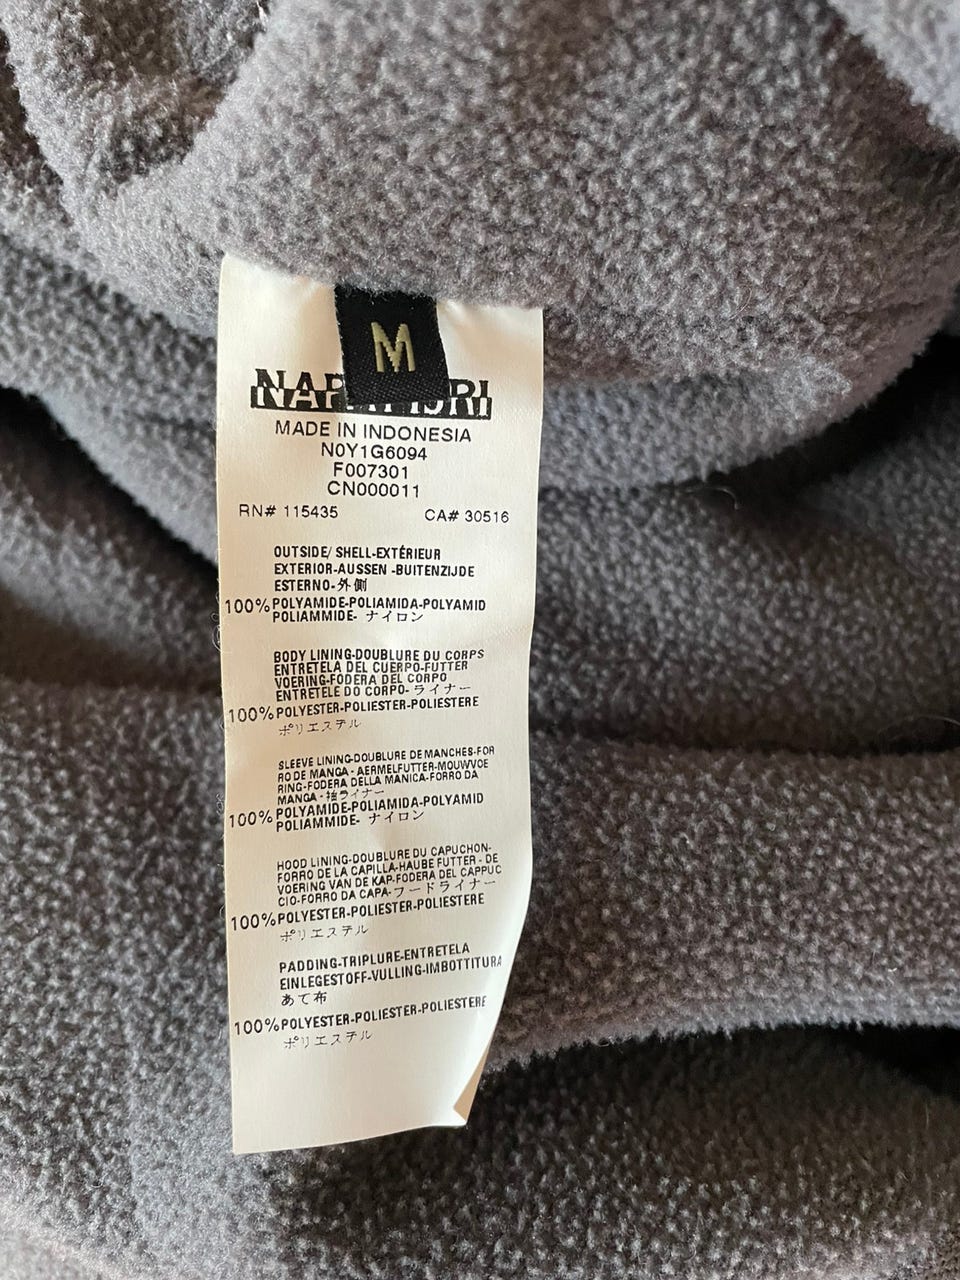 M
NAPAPIJRI
MADE IN INDONESIA
N0Y1G6094
F007301
CN000011
RN# 115435 CA# 30516
OUTSIDE/ SHELL-EXTÉRIEUR
EXTERIOR-AUSSEN -BUITENZIJDE
ESTERNO-外側
100% POLYAMIDE-POLIAMIDA-POLYAMID
POLIAMMIDE- ナイロン
BODY LINING-DOUBLURE DU CORPS
ENTRETELA DEL CUERPO-FUTTER
VOERING-FODERA DEL CORPO
ENTRETELE DO CORPO-ライナー
100% POLYESTER-POLIESTER-POLIESTERE
ポリエステル
SLEEVE LINING-DOUBLURE DE MANCHES-FOR
RO DE MANGA - AERMELFUTTER-MOUWVOE
RING-FODERA DELLA MANICA-FORRO DA
MANGA -袖ライナー
100% POLYAMIDE-POLIAMIDA-POLYAMID
POLIAMMIDE- ナイロン
HOOD LINING-DOUBLURE DU CAPUCHON-
FORRO DE LA CAPILLA-HAUBE FUTTER - DE
VOERING VAN DE KAP-FODERA DEL CAPPUC
CIO-FORRO DA CAPA-フードライナー
100% POLYESTER-POLIESTER-POLIESTERE
ポリエステル
PADDING-TRIPLURE-ENTRETELA
EINLEGESTOFF-VULLING-IMBOTTITURA
あて布
100% POLYESTER-POLIESTER-POLIESTERE
ポリエステル